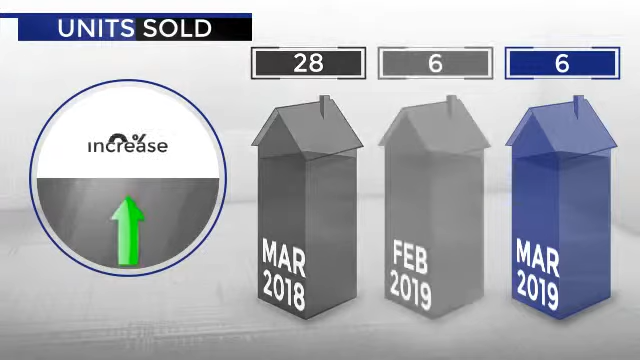 UNITS SOLD
28
6
6
increase
MAR
2018
FEB
2019
MAR
2019